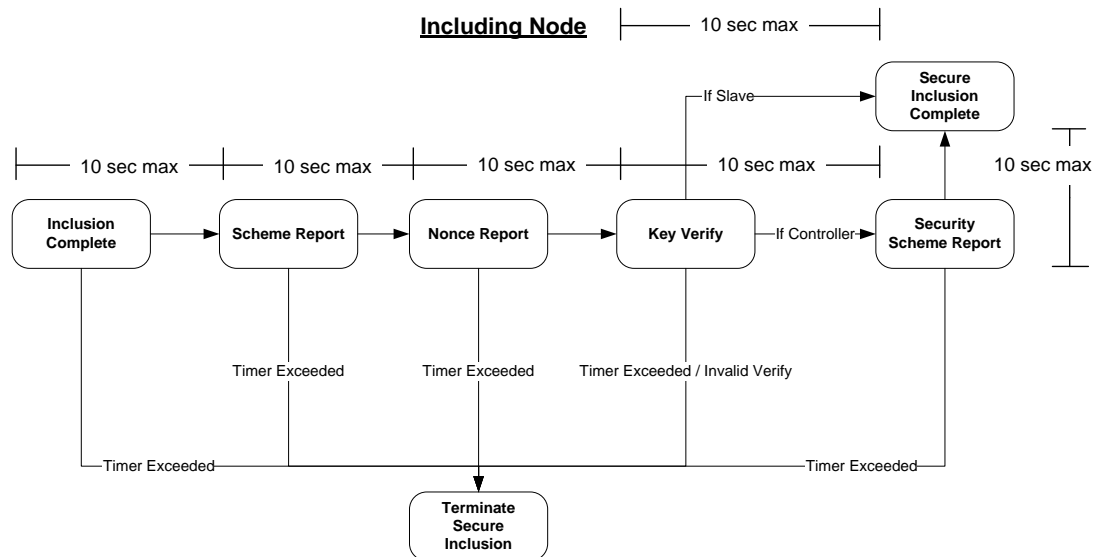 Including Node
10 sec max
If Slave
Secure
Inclusion
Complete
10 sec max
10 sec max
10 sec max
10 sec max
10 sec max
Inclusion
Complete
Scheme Report
Nonce Report
Key Verify
If Controller
Security
Scheme Report
Timer Exceeded
Timer Exceeded
Timer Exceeded / Invalid Verify
Timer Exceeded
Timer Exceeded
Terminate
Secure
Inclusion